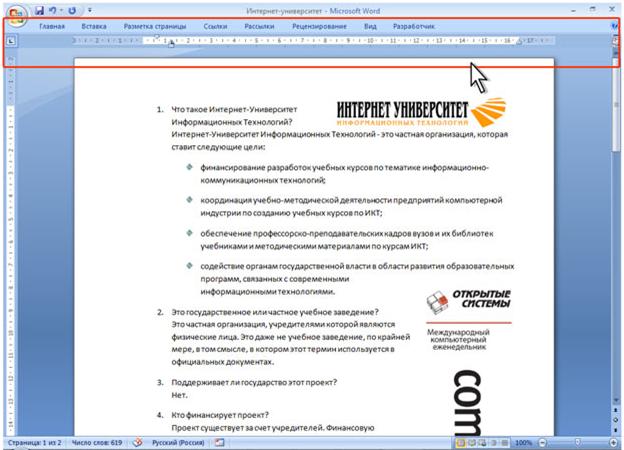 Интернет-университет - Microsoft Word
Главная Вставка Разметка страницы Ссылки Рассылки Рецензирование Вид Разработчик
1. Что такое Интернет-Университет
Информационных Технологий?
Интернет-Университет Информационных Технологий - это частная организация, которая
ставит следующие цели:
ИНТЕРНЕТ УНИВЕРСИТЕТ
ИНФОРМАЦИОННЫХ ТЕХНОЛОГИЙ
финансирование разработок учебных курсов по тематике информационно-
коммуникационных технологий;
координация учебно-методической деятельности предприятий компьютерной
индустрии по созданию учебных курсов по ИКТ;
обеспечение профессорско-преподавательских кадров вузов и их библиотек
учебниками и методическими материалами по курсам ИКТ;
содействие органам государственной власти в области развития образовательных
программ, связанных с современными
информационными технологиями.
ОТКРЫТЫЕ
СИСТЕМЫ
Международный
компьютерный
еженедельник
com
2. Это государственное или частное учебное заведение?
Это частная организация, учредителями которой являются
физические лица. Это даже не учебное заведение, по крайней
мере, в том смысле, в котором этот термин используется в
официальных документах.
3. Поддерживает ли государство этот проект?
Нет.
4. Кто финансирует проект?
Проект существует за счет учредителей. Финансовую
Страница: 1 из 2 Число слов: 619 Русский (Россия) 100%